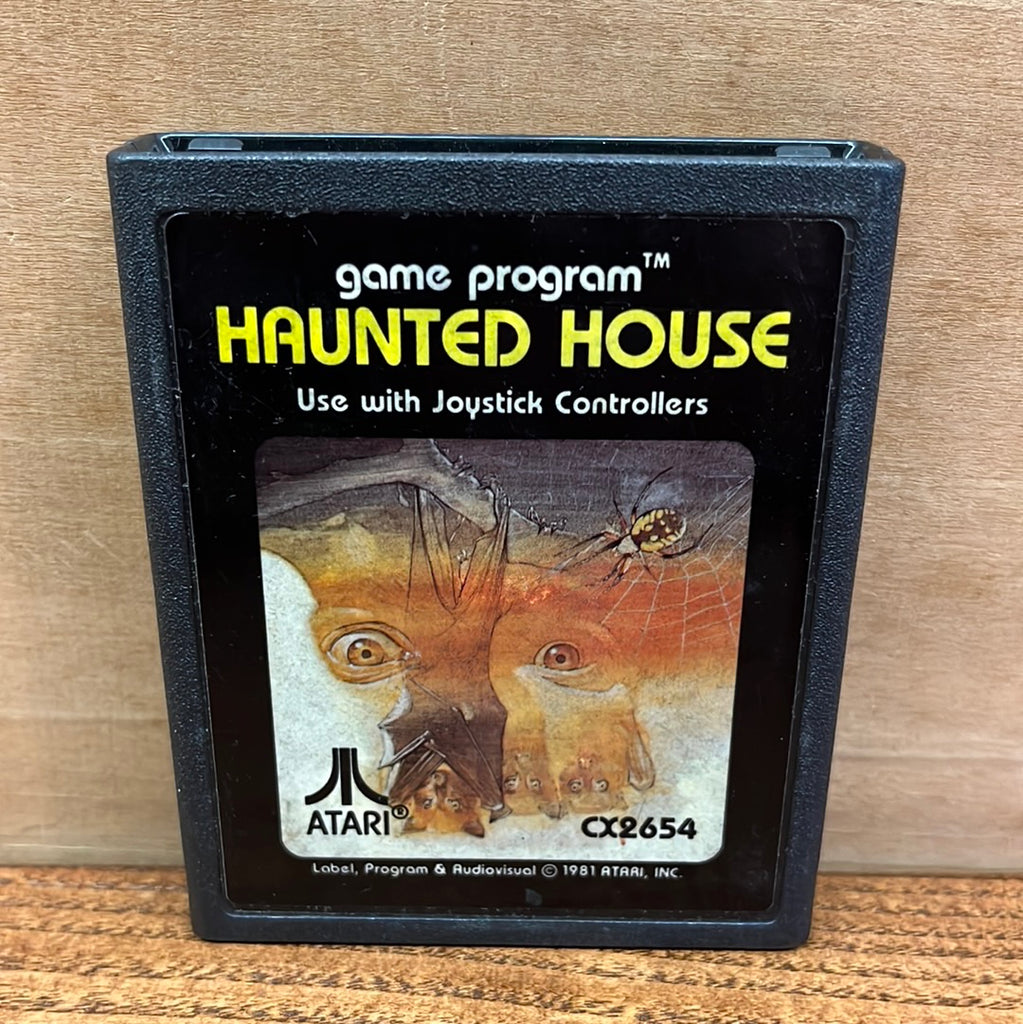 game program™
HAUNTED HOUSE
Use with Joystick Controllers
ATARI®
CX2654
Label, Program & Audiovisual © 1981 ATARI, INC.